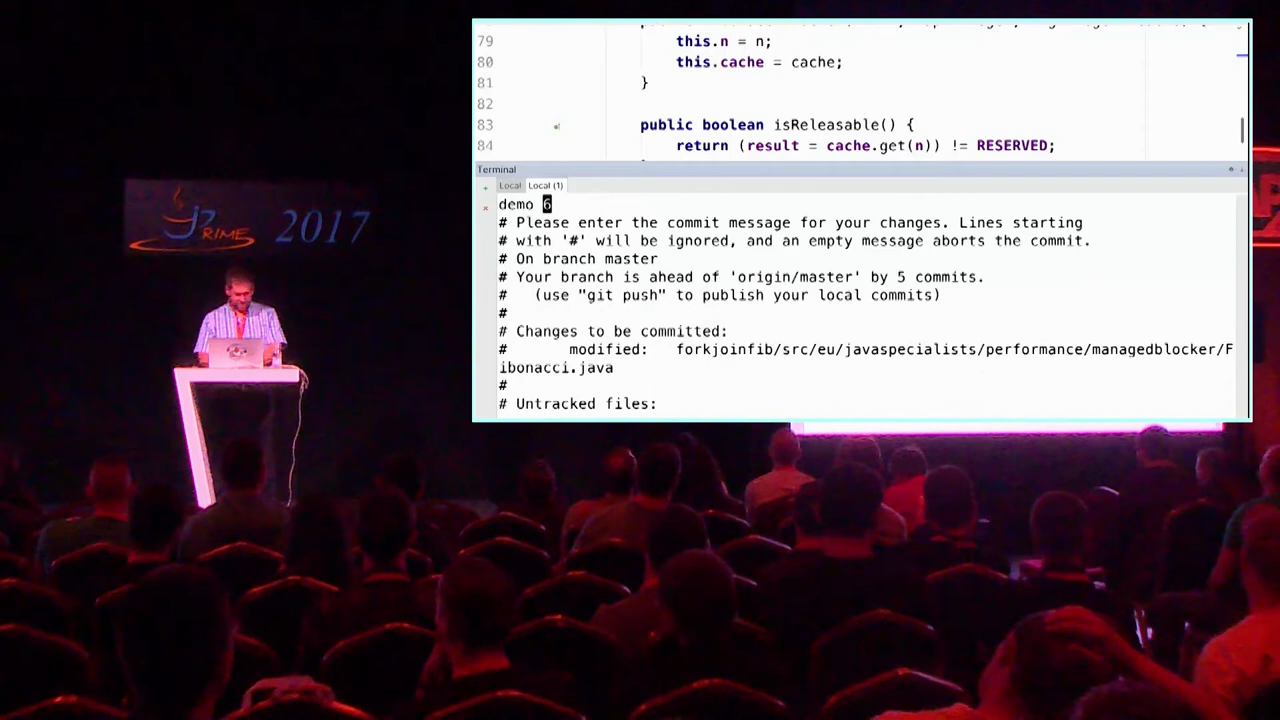 79 this.n = n;
80 this.cache = cache;
81 }
82
83 public boolean isReleasable() {
84 return (result = cache.get(n)) != RESERVED;
Terminal
Local Local (1)
demo 6
# Please enter the commit message for your changes. Lines starting
# with '#' will be ignored, and an empty message aborts the commit.
# On branch master
# Your branch is ahead of 'origin/master' by 5 commits.
# (use "git push" to publish your local commits)
#
# Changes to be committed:
# modified: forkjoinfib/src/eu/javaspecialists/performance/managedblocker/F
ibonacci.java
#
# Untracked files:
JPRIME 2017